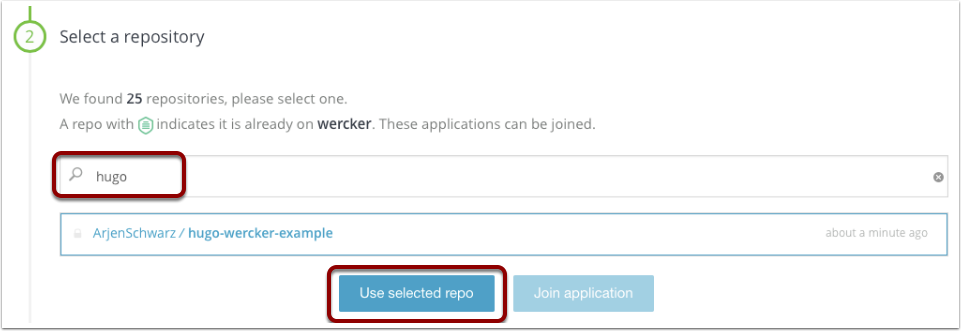 2
Select a repository
We found 25 repositories, please select one.
A repo with indicates it is already on wercker. These applications can be joined.
hugo
ArjenSchwarz / hugo-wercker-example
about a minute ago
Use selected repo
Join application